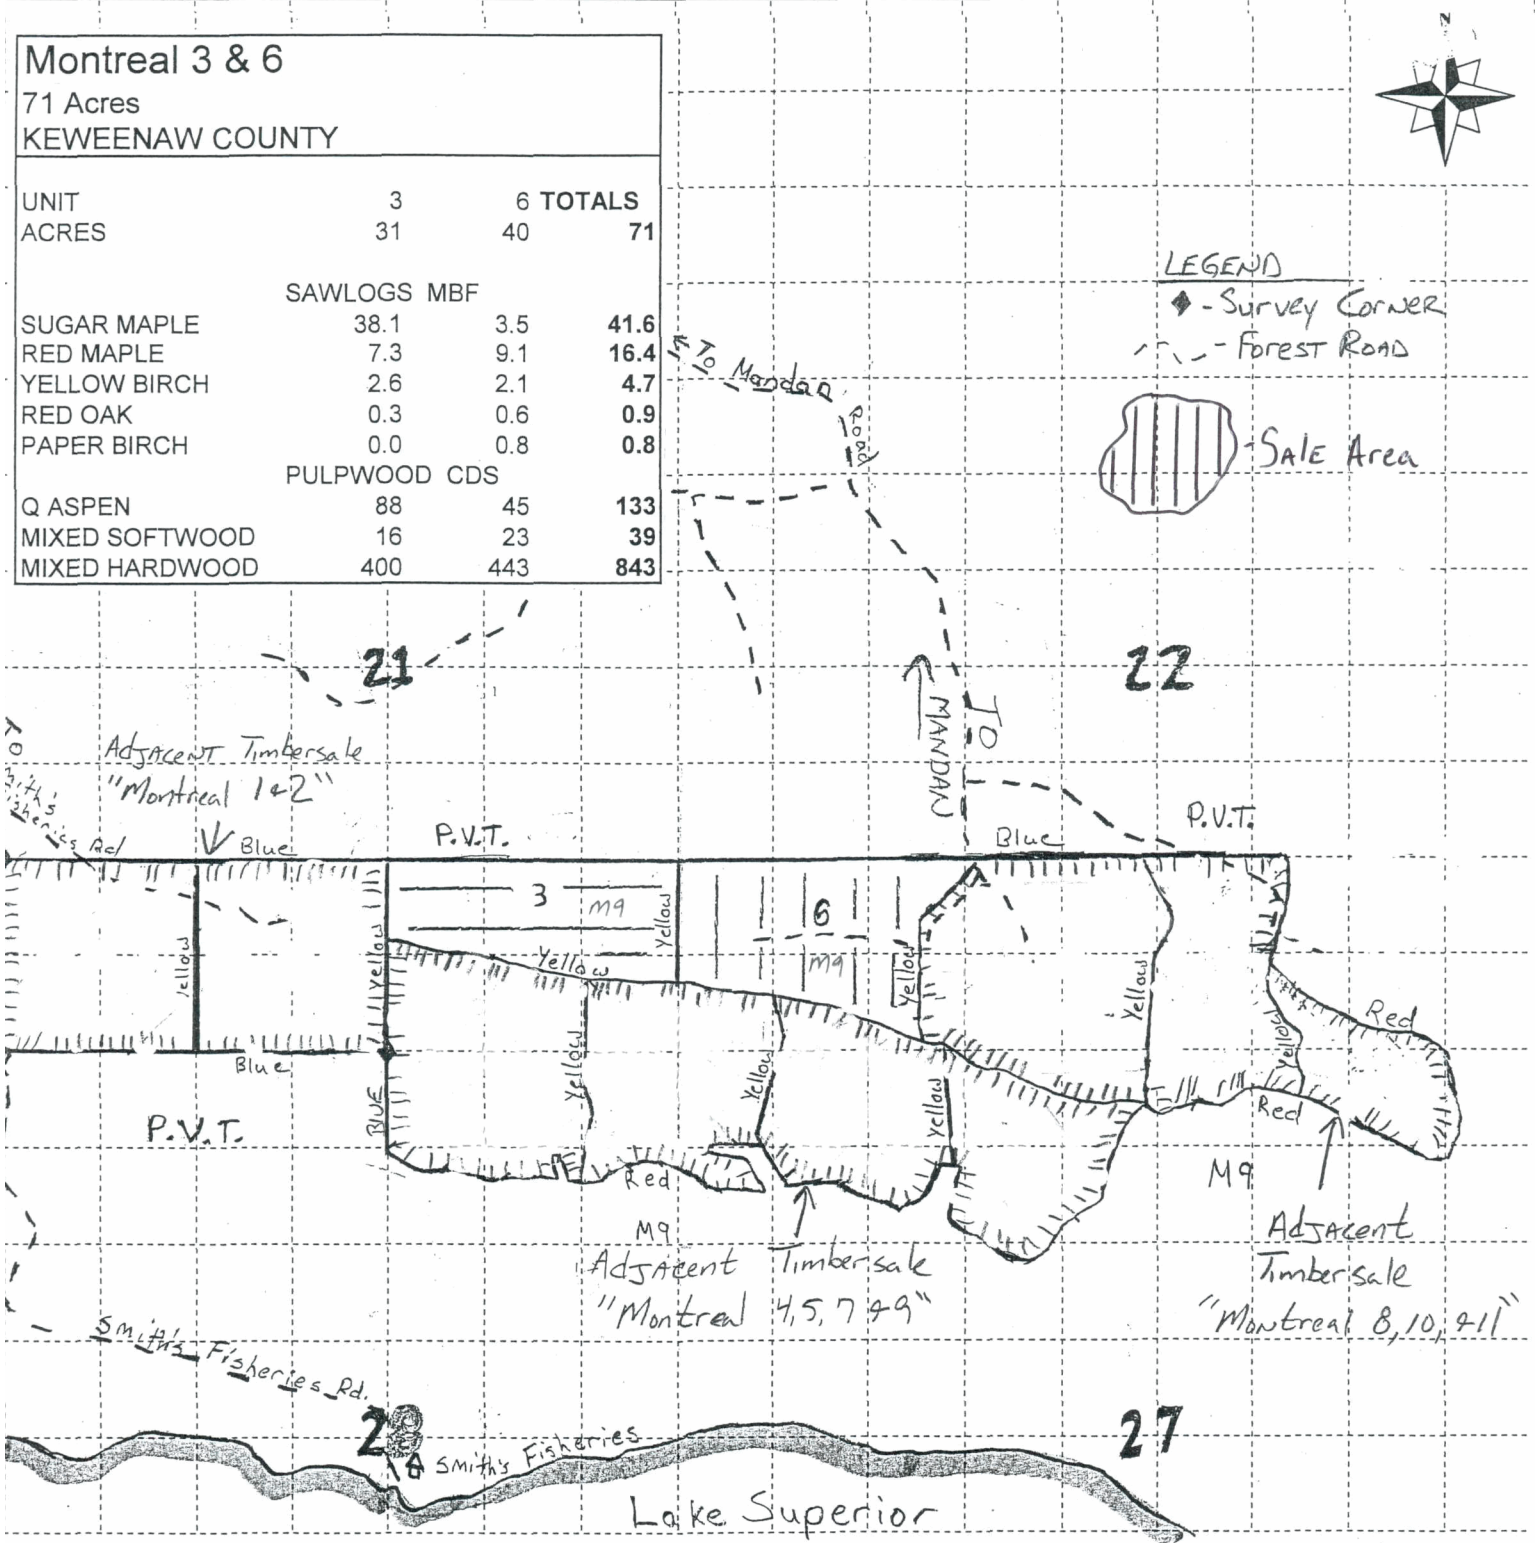 Montreal 3 & 6
71 Acres
KEWEENAW COUNTY
UNIT 3 6 TOTALS
ACRES 31 40 71
SAWLOGS MBF
SUGAR MAPLE 38.1 3.5 41.6
RED MAPLE 7.3 9.1 16.4
YELLOW BIRCH 2.6 2.1 4.7
RED OAK 0.3 0.6 0.9
PAPER BIRCH 0.0 0.8 0.8
PULPWOOD CDS
Q ASPEN 88 45 133
MIXED SOFTWOOD 16 23 39
MIXED HARDWOOD 400 443 843
N
LEGEND
- Survey Corner
- Forest Road
- Sale Area
To Mandan Road
21
22
TO MANDAN
Adjacent Timbersale
"Montreal 1&2"
Rd
Blue
P.V.T.
Blue
P.V.T.
3
M9
6
M9
Yellow
Yellow
Yellow
Yellow
Yellow
Yellow
Yellow
Red
Blue
BLUE
Yellow
Yellow
Yellow
Red
P.V.T.
Red
M9
M9
Adjacent Timbersale
"Montreal 4,5,7 &9"
Adjacent
Timbersale
"Montreal 8,10,&11"
Smith's Fisheries Rd.
27
Smith's Fisheries
Lake Superior